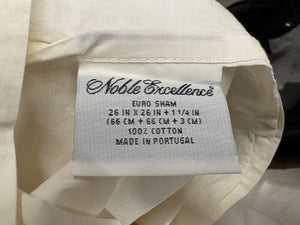 Noble Excellence
EURO SHAM
26 IN X 26 IN + 1 1/4 IN
(66 CM + 66 CM + 3 CM)
100% COTTON
MADE IN PORTUGAL